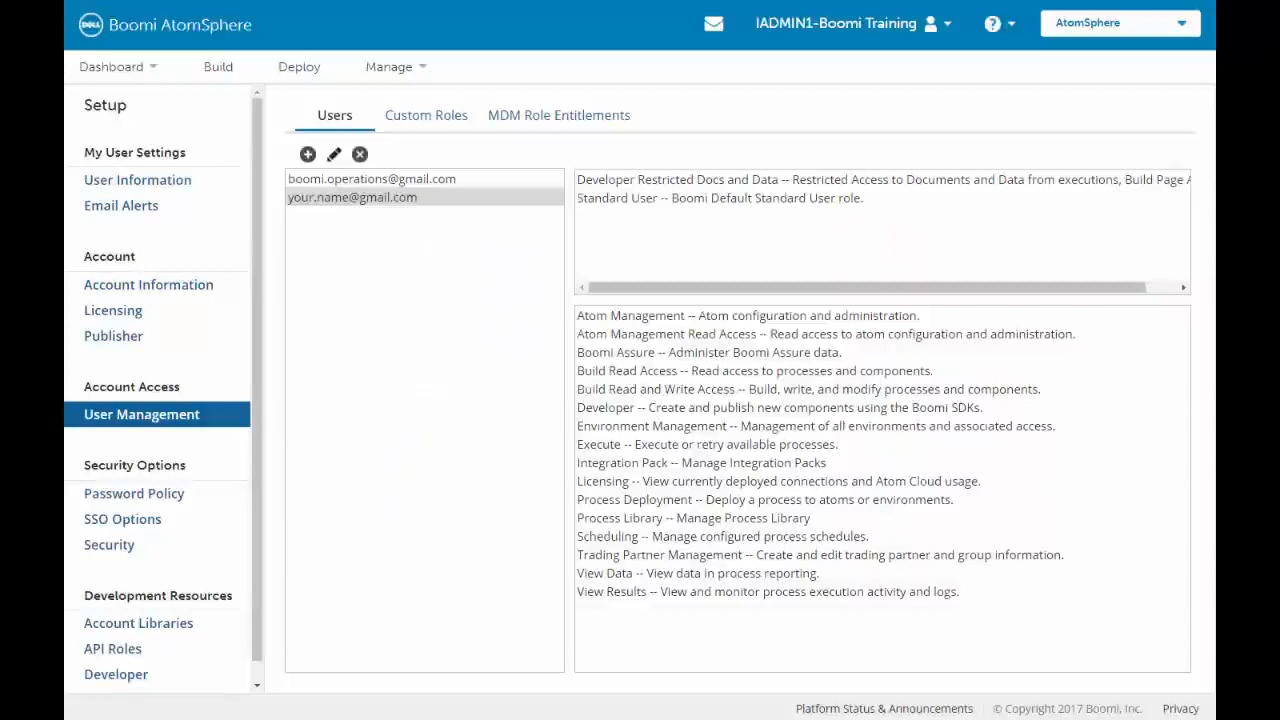 DELL Boomi AtomSphere
IADMIN1-Boomi Training
?
AtomSphere
Dashboard Build Deploy Manage
Setup
My User Settings
User Information
Email Alerts
Account
Account Information
Licensing
Publisher
Account Access
User Management
Security Options
Password Policy
SSO Options
Security
Development Resources
Account Libraries
API Roles
Developer
Users Custom Roles MDM Role Entitlements
boomi.operations@gmail.com
your.name@gmail.com
Developer Restricted Docs and Data -- Restricted Access to Documents and Data from executions, Build Page A
Standard User -- Boomi Default Standard User role.
Atom Management -- Atom configuration and administration.
Atom Management Read Access -- Read access to atom configuration and administration.
Boomi Assure -- Administer Boomi Assure data.
Build Read Access -- Read access to processes and components.
Build Read and Write Access -- Build, write, and modify processes and components.
Developer -- Create and publish new components using the Boomi SDKs.
Environment Management -- Management of all environments and associated access.
Execute -- Execute or retry available processes.
Integration Pack -- Manage Integration Packs
Licensing -- View currently deployed connections and Atom Cloud usage.
Process Deployment -- Deploy a process to atoms or environments.
Process Library -- Manage Process Library
Scheduling -- Manage configured process schedules.
Trading Partner Management -- Create and edit trading partner and group information.
View Data -- View data in process reporting.
View Results -- View and monitor process execution activity and logs.
Platform Status & Announcements © Copyright 2017 Boomi, Inc. Privacy